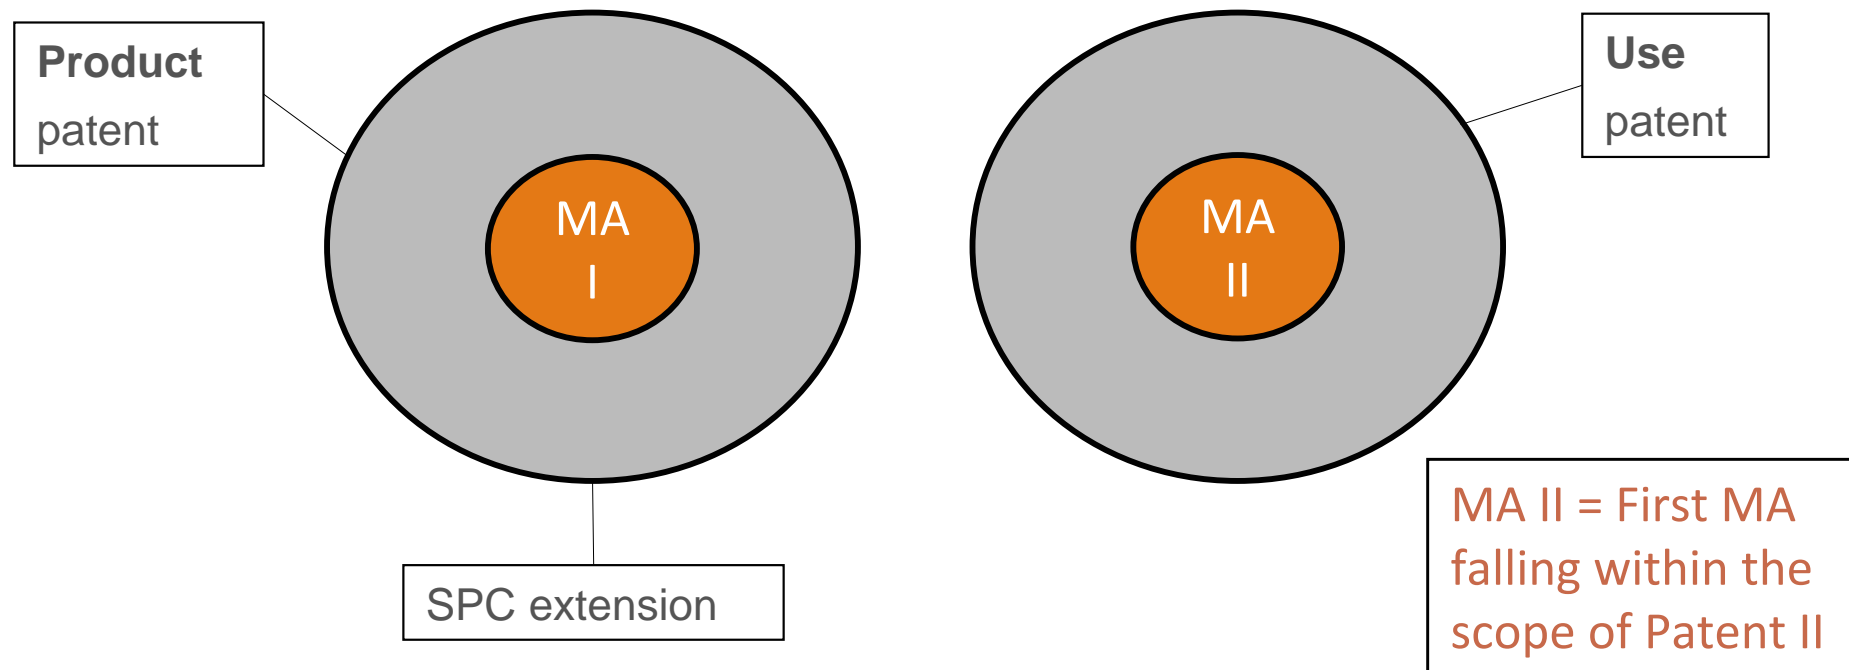 Product
patent
MA
I
MA
II
Use
patent
SPC extension
MA II = First MA
falling within the
scope of Patent II